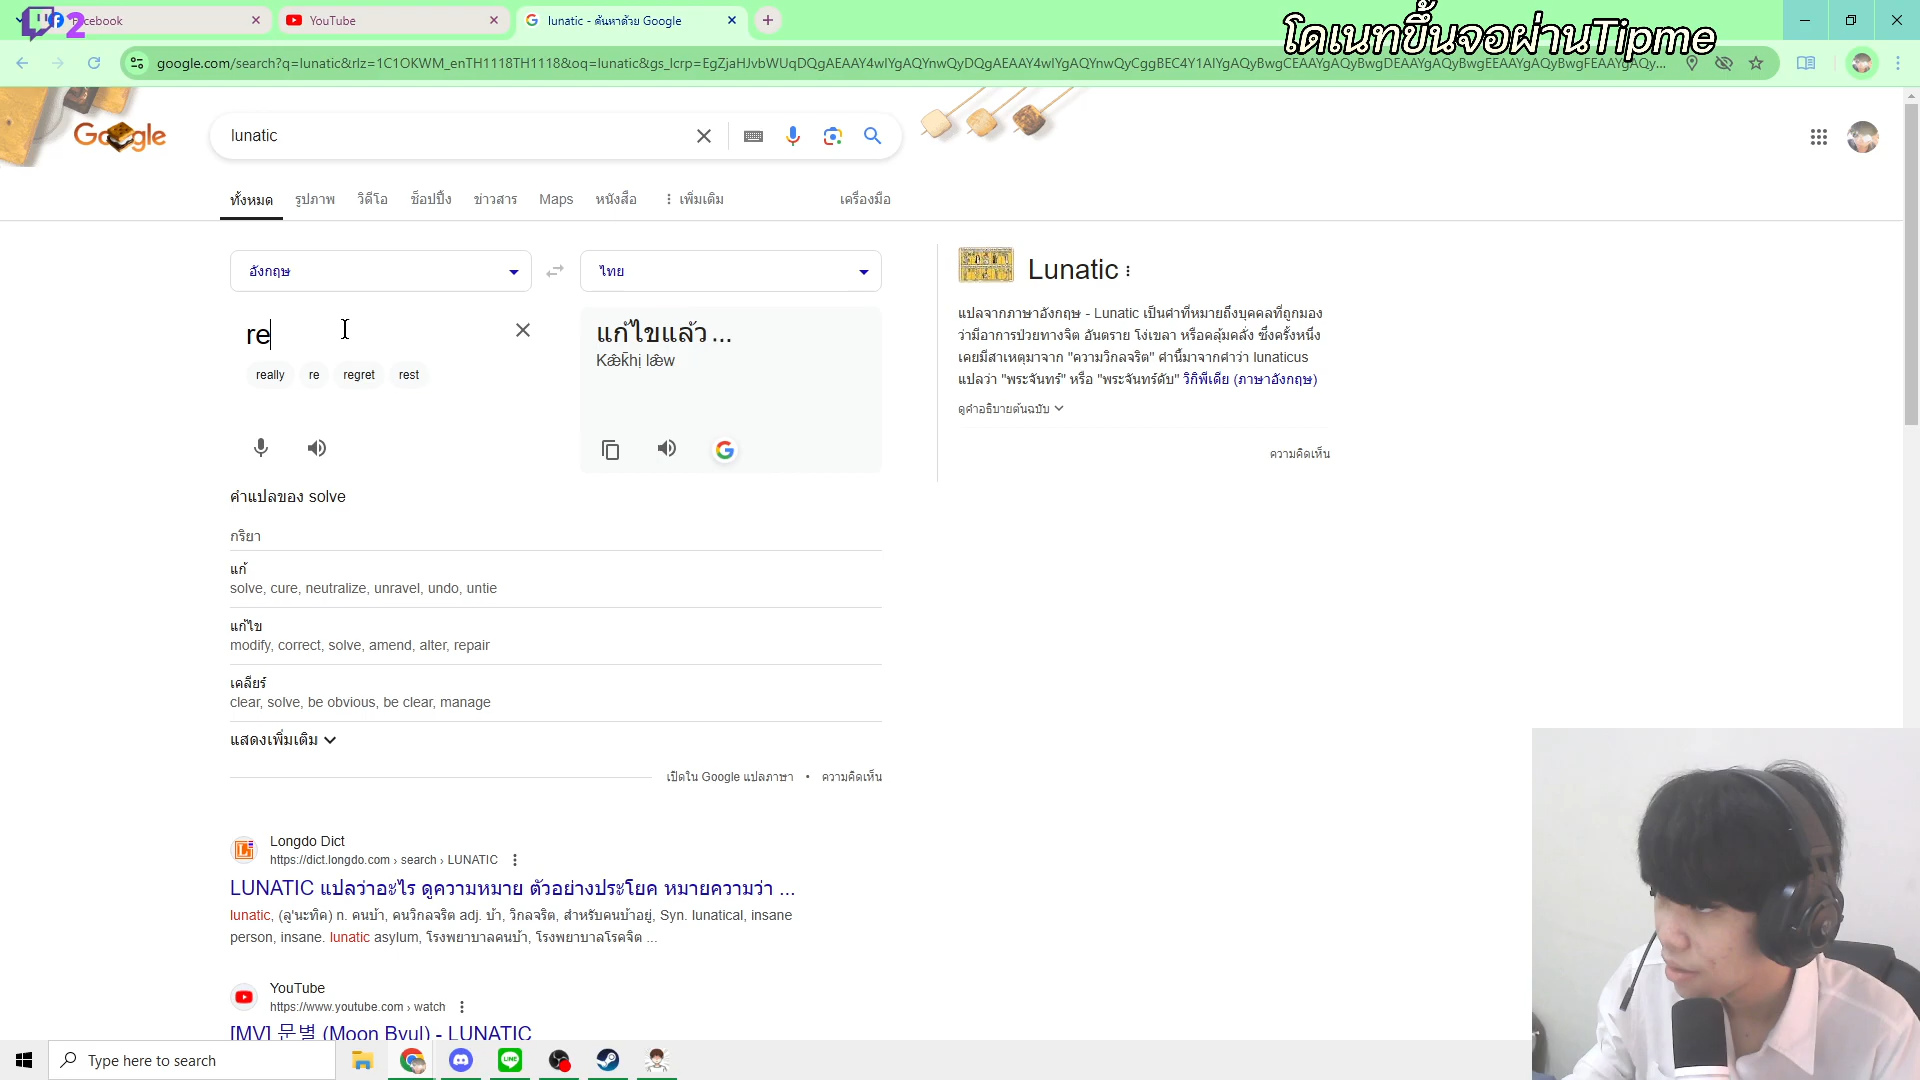 2
Facebook
YouTube
lunatic - ค้นหาด้วย Google
โดเนทขึ้นจอผ่านTipme
google.com/search?q=lunatic&rlz=1C1OKWM_enTH1118TH1118&oq=lunatic&gs_lcrp=
Google
lunatic
ทั้งหมด
รูปภาพ
วิดีโอ
ช็อปปิ้ง
ข่าวสาร
Maps
หนังสือ
เพิ่มเติม
เครื่องมือ
อังกฤษ
ไทย
re
แก้ไขแล้ว ...
Kæ̂k̄hị læ̂w
really re regret rest
คำแปลของ solve
กริยา
แก้
solve, cure, neutralize, unravel, undo, untie
แก้ไข
modify, correct, solve, amend, alter, repair
เคลียร์
clear, solve, be obvious, be clear, manage
แสดงเพิ่มเติม
เปิดใน Google แปลภาษา • ความคิดเห็น
Lunatic
แปลจากภาษาอังกฤษ - Lunatic เป็นคำที่หมายถึงบุคคลที่ถูกมอง
ว่ามีอาการป่วยทางจิต อันตราย โง่เขลา หรือคลุ้มคลั่ง ซึ่งครั้งหนึ่ง
เคยมีสาเหตุมาจาก "ความวิกลจริต" คำนี้มาจากคำว่า lunaticus
แปลว่า "พระจันทร์" หรือ "พระจันทร์ดับ" วิกิพีเดีย (ภาษาอังกฤษ)
ดูคำอธิบายต้นฉบับ
ความคิดเห็น
Longdo Dict
https://dict.longdo.com › search › LUNATIC
LUNATIC แปลว่าอะไร ดูความหมาย ตัวอย่างประโยค หมายความว่า ...
lunatic, (ลู'นะทิค) n. คนบ้า, คนวิกลจริต adj. บ้า, วิกลจริต, สำหรับคนบ้าอยู่, Syn. lunatical, insane
person, insane. lunatic asylum, โรงพยาบาลคนบ้า, โรงพยาบาลโรคจิต ...
YouTube
https://www.youtube.com › watch
[MV] 문별 (Moon Byul) - LUNATIC
Type here to search